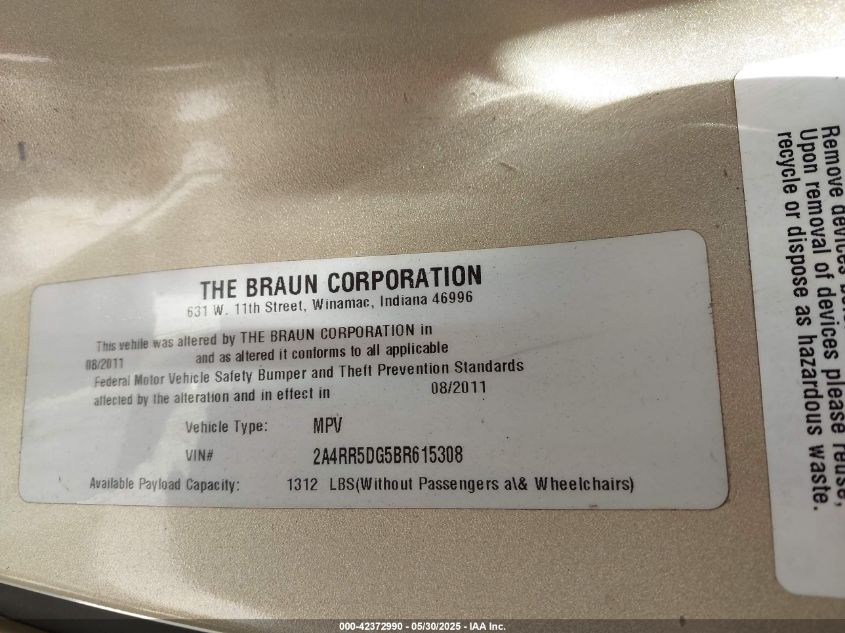 THE BRAUN CORPORATION
631 W. 11th Street, Winamac, Indiana 46996
This vehile was altered by THE BRAUN CORPORATION in
08/2011 and as altered it conforms to all applicable
Federal Motor Vehicle Safety Bumper and Theft Prevention Standards
affected by the alteration and in effect in 08/2011
Vehicle Type: MPV
VIN# 2A4RR5DG5BR615308
Available Payload Capacity: 1312 LBS(Without Passengers a\& Wheelchairs)
Remove devices
Upon removal of devices please reuse,
recycle or dispose as hazardous waste.
000-42372990 - 05/30/2025 - IAA Inc.